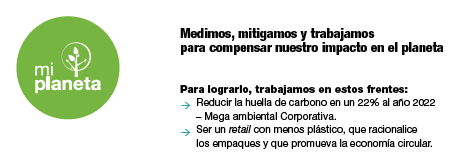 mi
planeta
Medimos, mitigamos y trabajamos
para compensar nuestro impacto en el planeta
Para lograrlo, trabajamos en estos frentes:
→ Reducir la huella de carbono en un 22% al año 2022
– Mega ambiental Corporativa.
→ Ser un retail con menos plástico, que racionalice
los empaques y que promueva la economía circular.